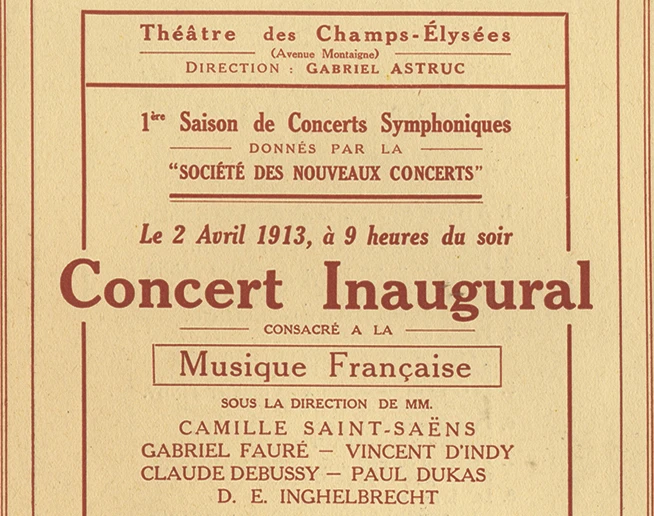 Théâtre des Champs-Élysées
(Avenue Montaigne)
DIRECTION : GABRIEL ASTRUC
1ère Saison de Concerts Symphoniques
DONNÉS PAR LA
“SOCIÉTÉ DES NOUVEAUX CONCERTS”
Le 2 Avril 1913, à 9 heures du soir
Concert Inaugural
CONSACRÉ A LA
Musique Française
SOUS LA DIRECTION DE MM.
CAMILLE SAINT-SAËNS
GABRIEL FAURÉ — VINCENT D'INDY
CLAUDE DEBUSSY — PAUL DUKAS
D. E. INGHELBRECHT